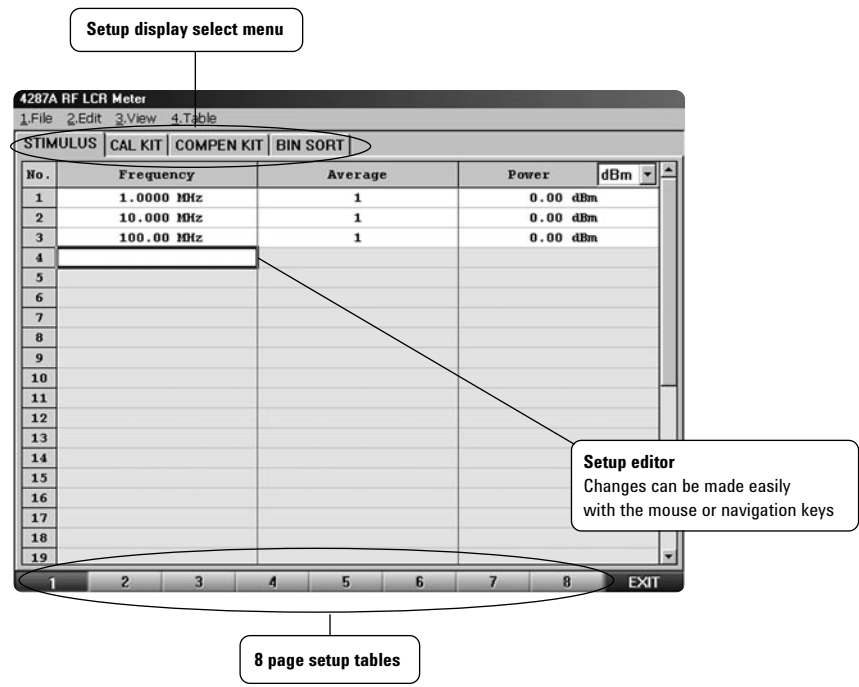 Setup display select menu
4287A RF LCR Meter
1.File 2.Edit 3.View 4.Table
STIMULUS CAL KIT COMPEN KIT BIN SORT
No. Frequency Average Power dBm
1 1.0000 MHz 1 0.00 dBm
2 10.000 MHz 1 0.00 dBm
3 100.00 MHz 1 0.00 dBm
4
5
6
7
8
9
10
11
12
13
14
15
16
17
18
19
Setup editor
Changes can be made easily
with the mouse or navigation keys
1 2 3 4 5 6 7 8 EXIT
8 page setup tables